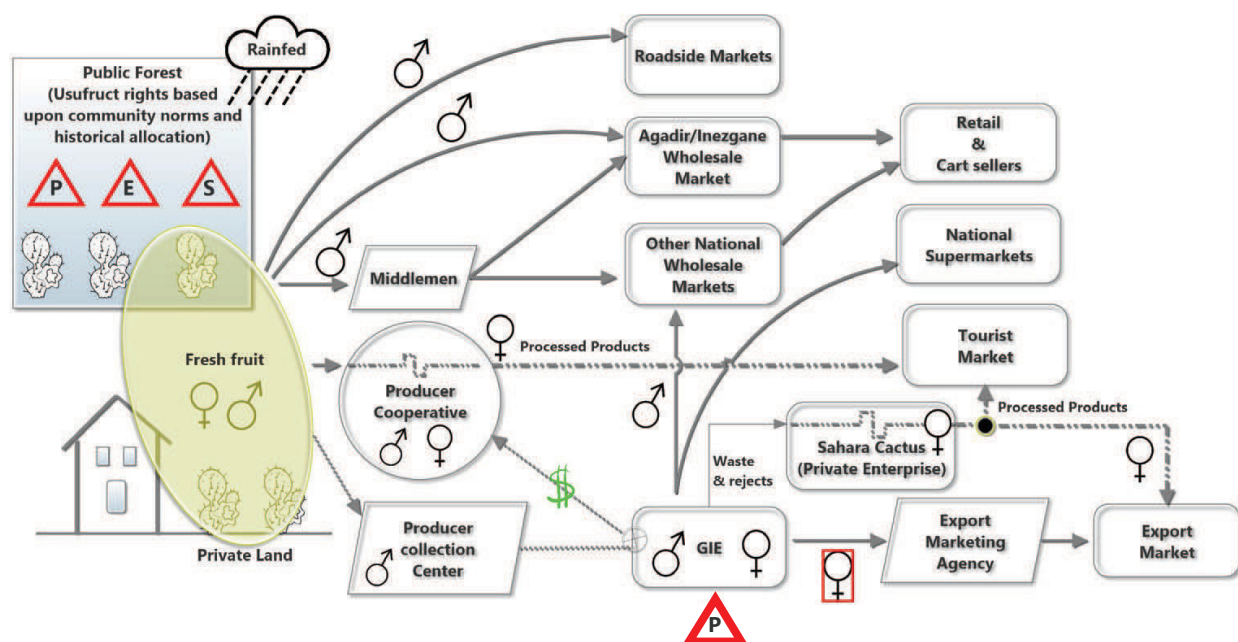 Rainfed
Public Forest
(Usufruct rights based
upon community norms and
historical allocation)
P
E
S
Roadside Markets
Agadir/Inezgane
Wholesale
Market
Retail
&
Cart sellers
Middlemen
Other National
Wholesale
Markets
National
Supermarkets
Fresh fruit
Processed Products
Tourist
Market
Producer
Cooperative
Processed Products
Sahara Cactus
(Private Enterprise)
Waste
& rejects
$
Private Land
Producer
collection
Center
GIE
Export
Marketing
Agency
Export
Market
P